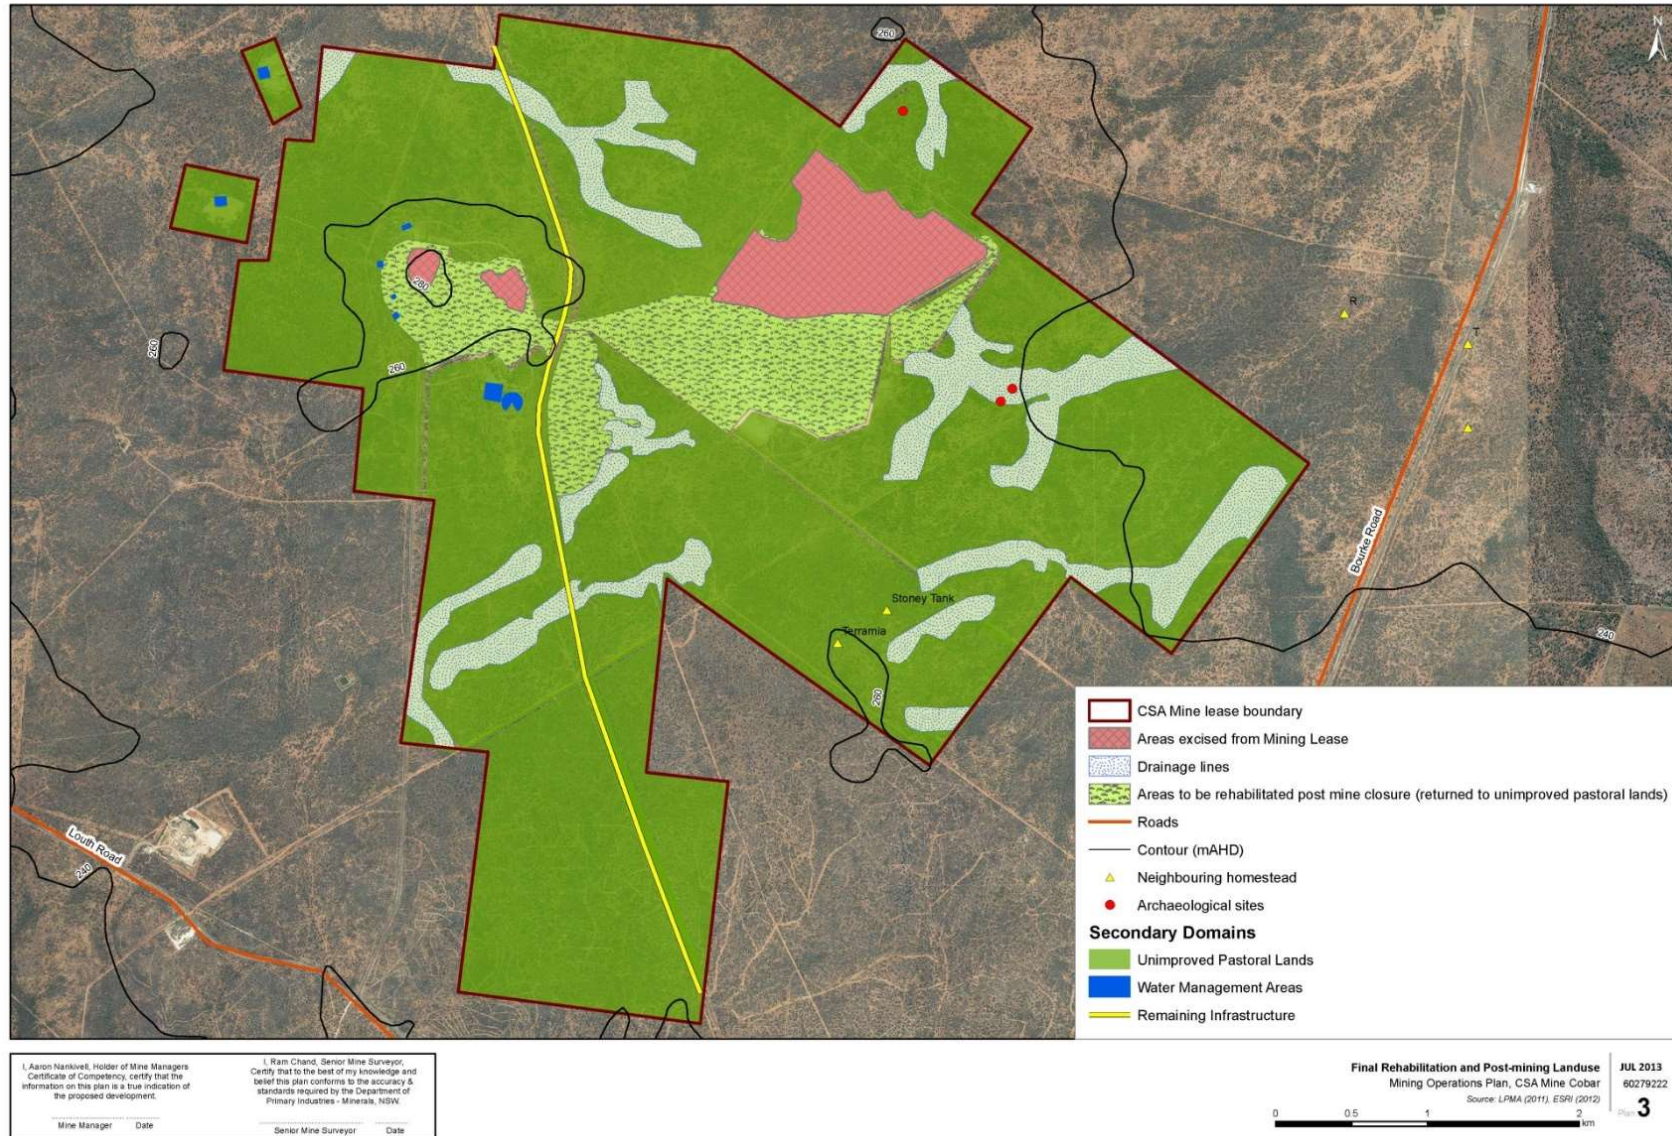 260
N
280
R
T
260
260
Bourke Road
Stoney Tank
Terramia
260
240
Louth Road
240
CSA Mine lease boundary
Areas excised from Mining Lease
Drainage lines
Areas to be rehabilitated post mine closure (returned to unimproved pastoral lands)
Roads
Contour (mAHD)
Neighbouring homestead
Archaeological sites
Secondary Domains
Unimproved Pastoral Lands
Water Management Areas
Remaining Infrastructure
I, Aaron Nankivell, Holder of Mine Managers
Certificate of Competency, certify that the
information on this plan is a true indication of
the proposed development.
Mine Manager Date
I, Ram Chand, Senior Mine Surveyor,
Certify that to the best of my knowledge and
belief this plan conforms to the accuracy &
standards required by the Department of
Primary Industries - Minerals, NSW.
Senior Mine Surveyor Date
Final Rehabilitation and Post-mining Landuse
Mining Operations Plan, CSA Mine Cobar
Source: LPMA (2011), ESRI (2012)
0 0.5 1 2
km
JUL 2013
60279222
Plan 3